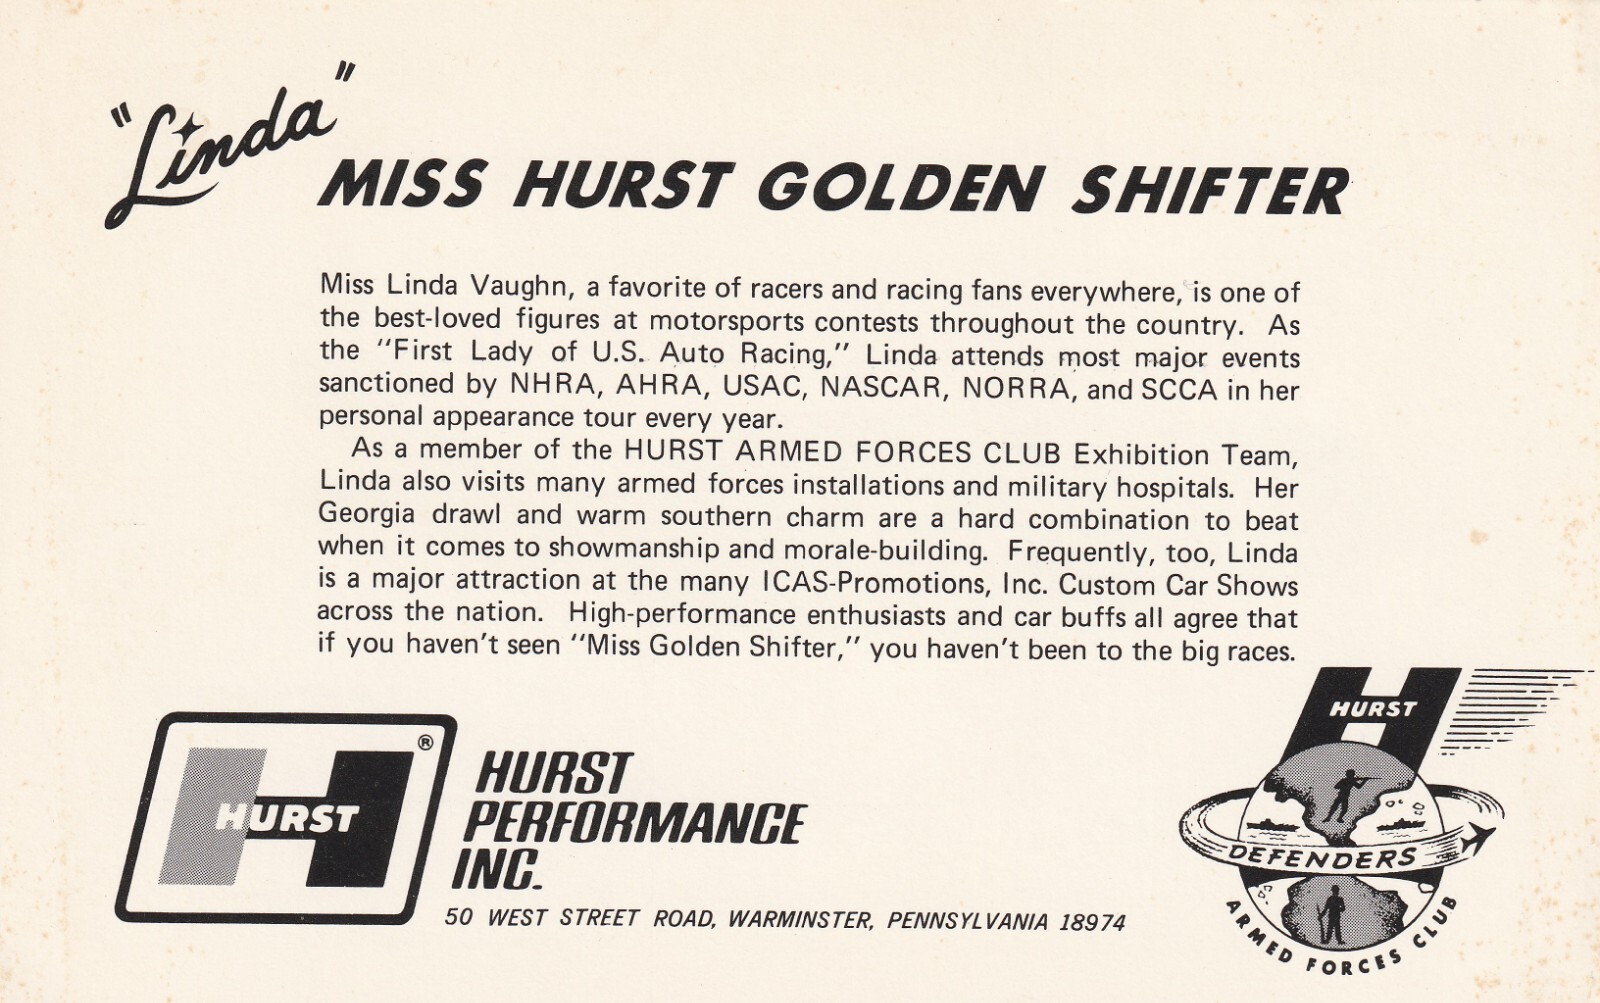 "Linda"
MISS HURST GOLDEN SHIFTER
Miss Linda Vaughn, a favorite of racers and racing fans everywhere, is one of
the best-loved figures at motorsports contests throughout the country. As
the "First Lady of U.S. Auto Racing," Linda attends most major events
sanctioned by NHRA, AHRA, USAC, NASCAR, NORRA, and SCCA in her
personal appearance tour every year.
As a member of the HURST ARMED FORCES CLUB Exhibition Team,
Linda also visits many armed forces installations and military hospitals. Her
Georgia drawl and warm southern charm are a hard combination to beat
when it comes to showmanship and morale-building. Frequently, too, Linda
is a major attraction at the many ICAS-Promotions, Inc. Custom Car Shows
across the nation. High-performance enthusiasts and car buffs all agree that
if you haven't seen "Miss Golden Shifter," you haven't been to the big races.
HURST ®
HURST
PERFORMANCE
INC.
50 WEST STREET ROAD, WARMINSTER, PENNSYLVANIA 18974
HURST
DEFENDERS
ARMED FORCES CLUB